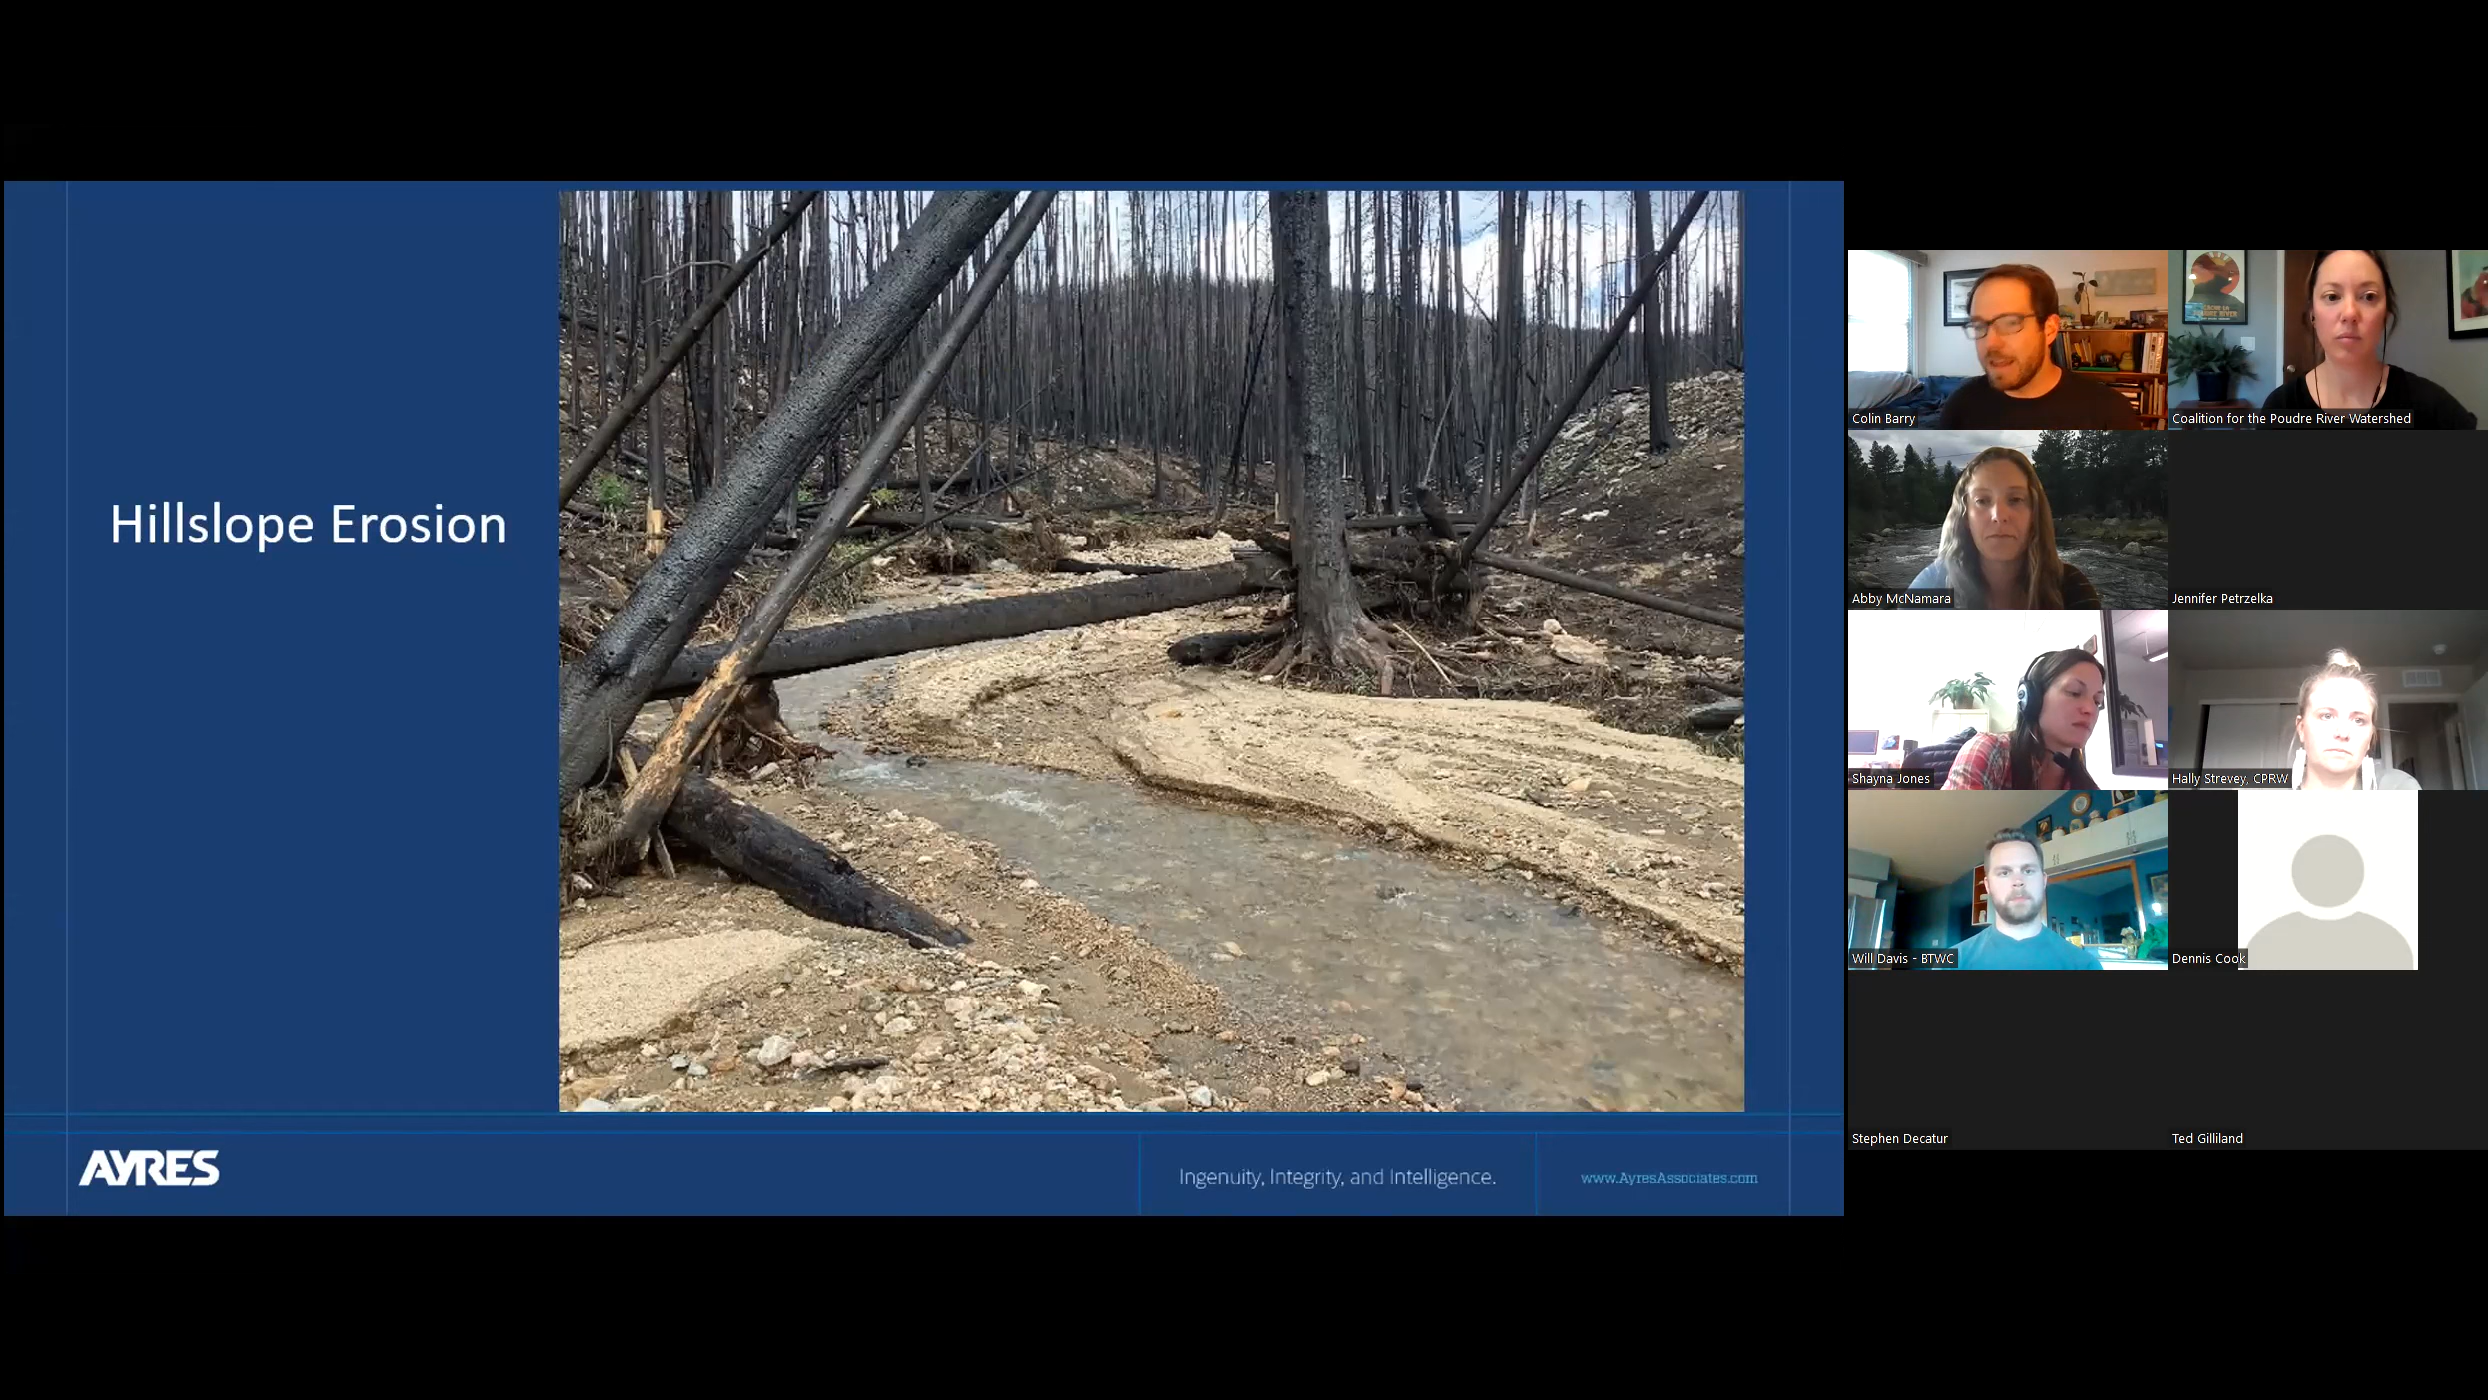 Hillslope Erosion
AYRES
Ingenuity, Integrity, and Intelligence.
www.AyresAssociates.com
Colin Barry
Coalition for the Poudre River Watershed
Abby McNamara
Jennifer Petrzelka
Shayna Jones
Hally Strevey, CPRW
Will Davis - BTWC
Dennis Cook
Stephen Decatur
Ted Gilliland